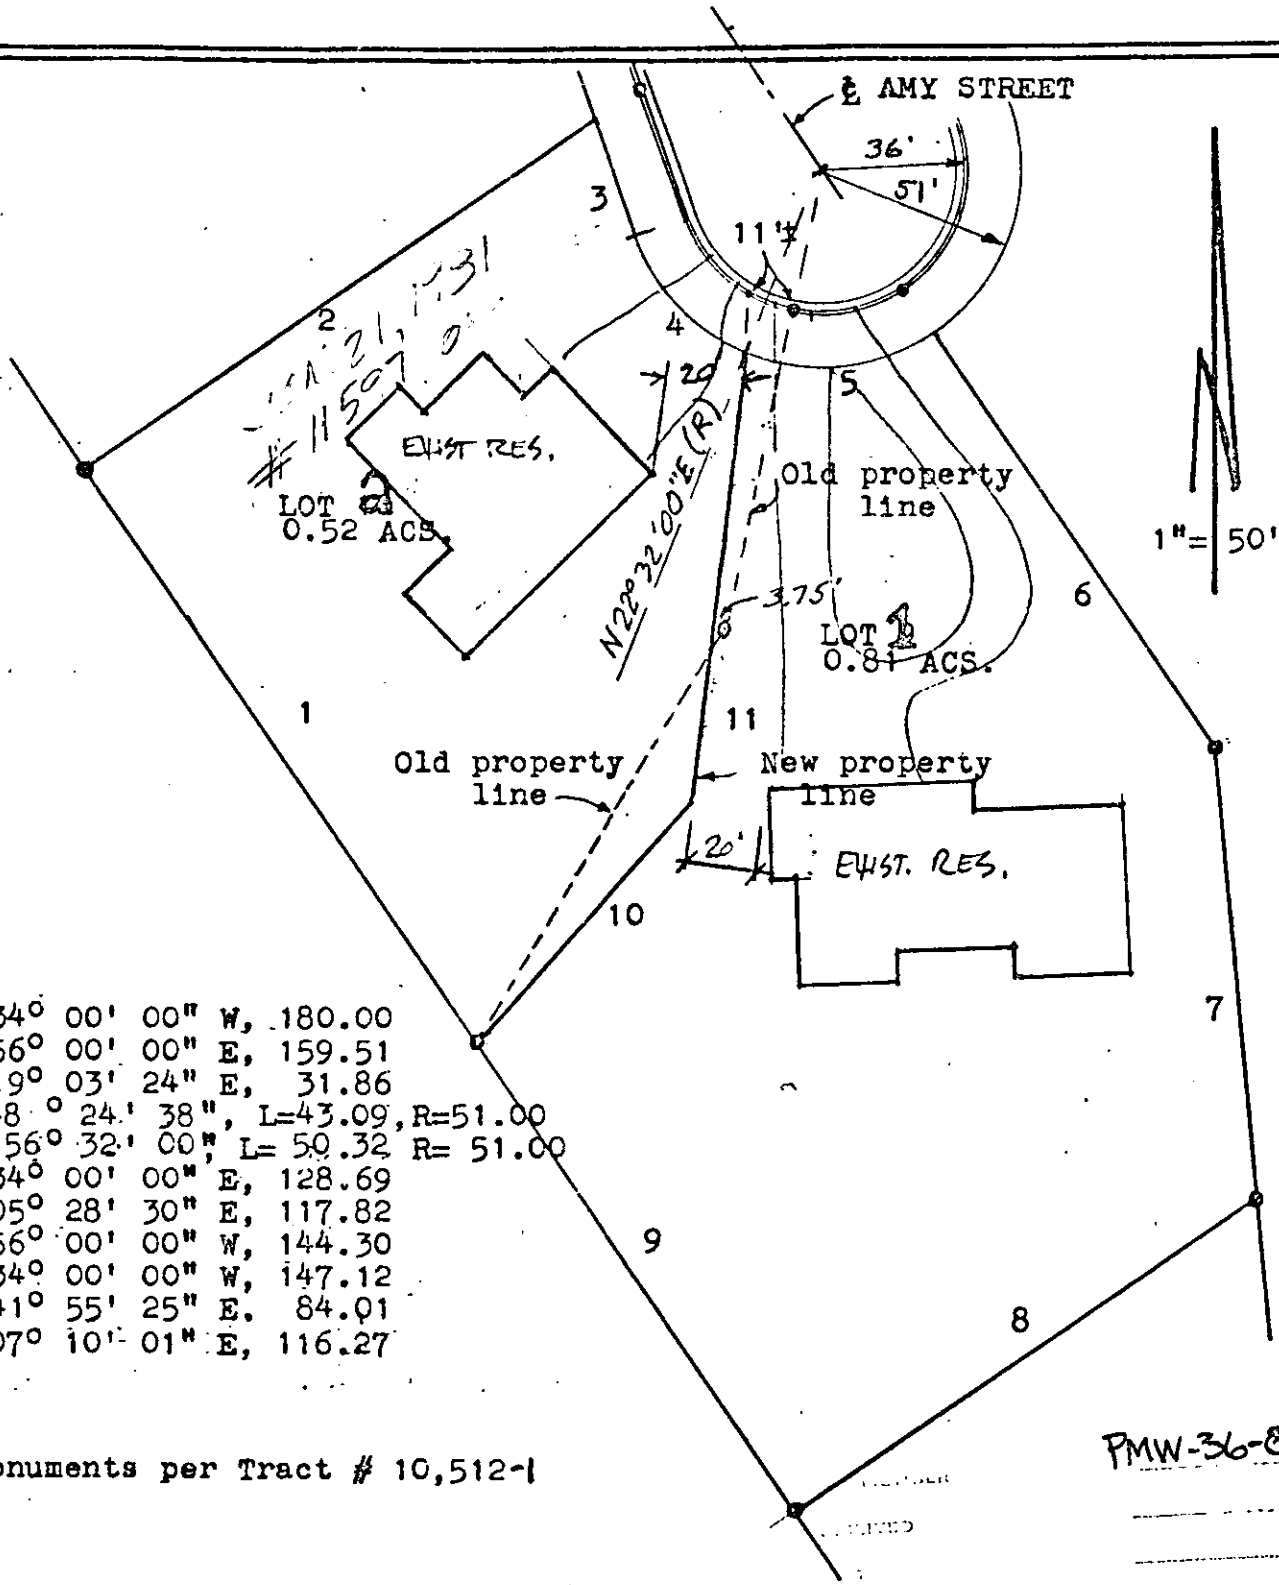 ℄ AMY STREET
36'
51'
3
11'±
2
4
20
5
EXIST RES.
N 22° 32' 00" E (R)
Old property
line
LOT 2
0.52 ACS.
1" = 50'
3.75'
6
LOT 1
0.81 ACS.
1
11
Old property
line
New property
line
20'
EXIST. RES.
10
7
34° 00' 00" W, 180.00
56° 00' 00" E, 159.51
19° 03' 24" E, 31.86
48° 24' 38", L=43.09, R=51.00
56° 32' 00", L= 50.32 R= 51.00
34° 00' 00" E, 128.69
05° 28' 30" E, 117.82
56° 00' 00" W, 144.30
34° 00' 00" W, 147.12
41° 55' 25" E. 84.01
07° 10' 01" E, 116.27
9
8
onuments per Tract # 10,512-1
PMW-36-8